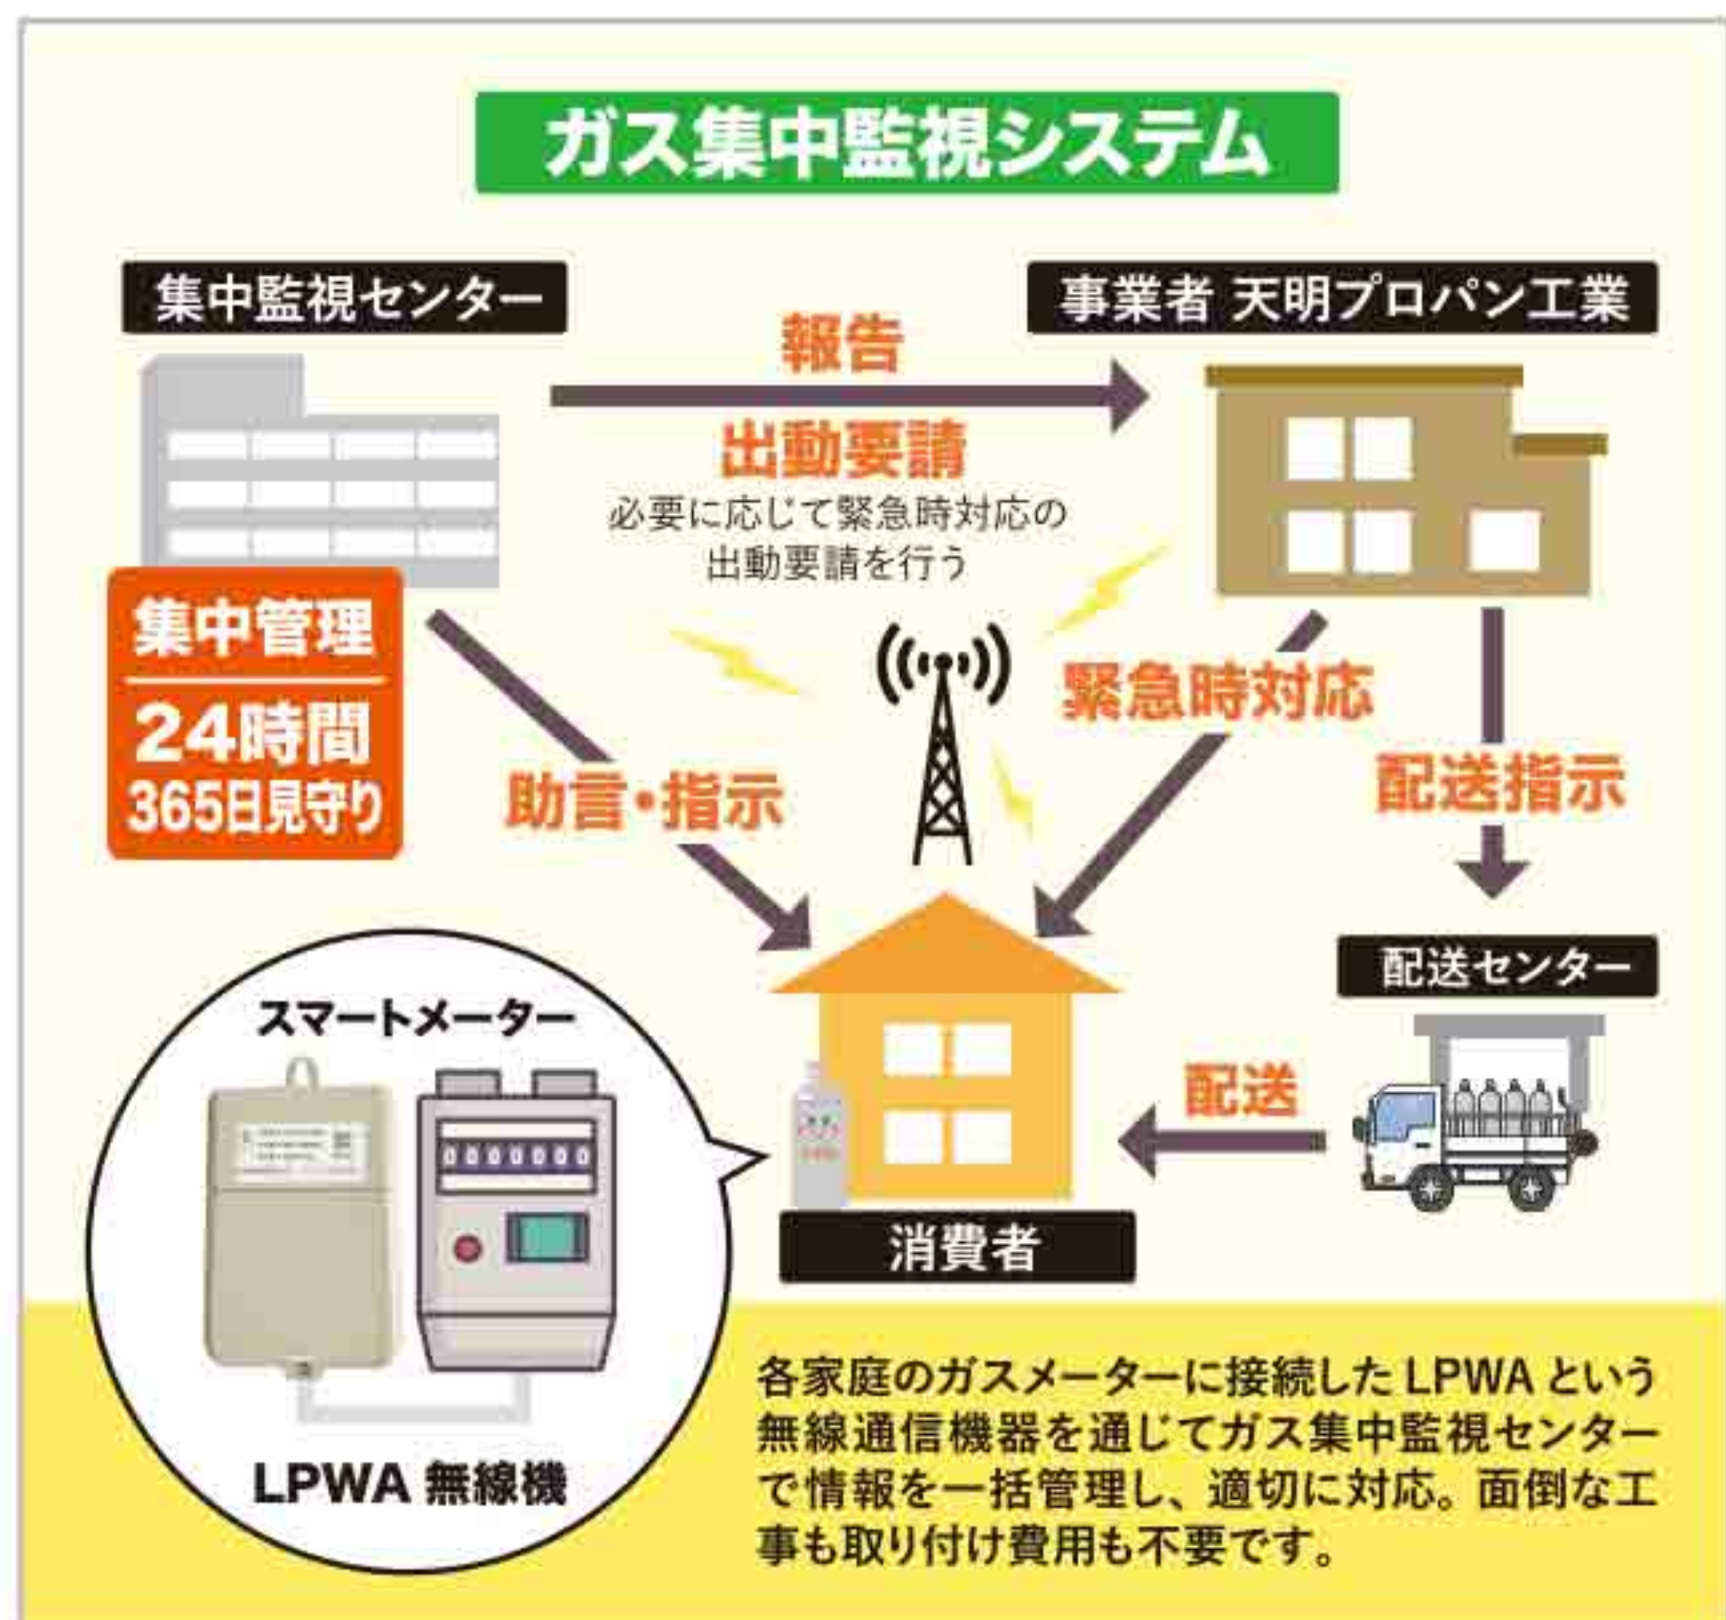 ガス集中監視システム
集中監視センター
事業者 天明プロパン工業
報告
出動要請
必要に応じて緊急時対応の
出動要請を行う
集中管理
24時間
365日見守り
助言・指示
緊急時対応
配送指示
配送センター
配送
消費者
スマートメーター
0000000
LPWA 無線機
各家庭のガスメーターに接続した LPWA という
無線通信機器を通じてガス集中監視センター
で情報を一括管理し、適切に対応。面倒な工
事も取り付け費用も不要です。